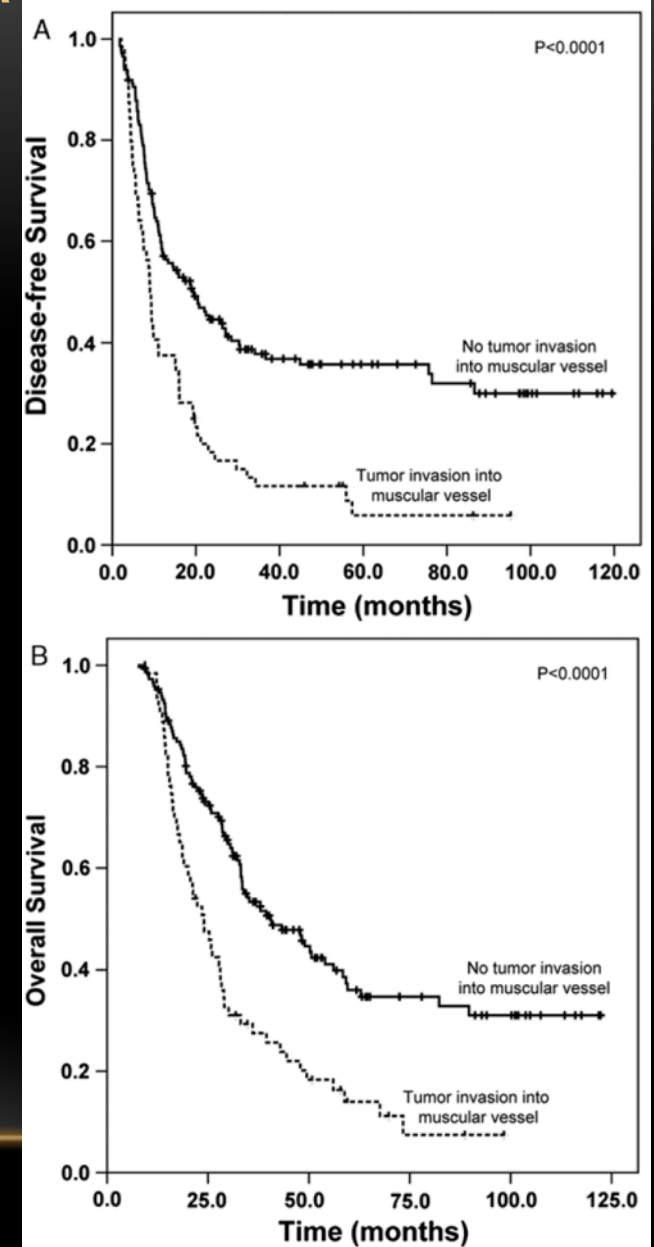 A
P<0.0001
1.0
0.8
0.6
0.4
0.2
0.0
Disease-free Survival
No tumor invasion
into muscular vessel
Tumor invasion into
muscular vessel
0.0 20.0 40.0 60.0 80.0 100.0 120.0
Time (months)
B
P<0.0001
1.0
0.8
0.6
0.4
0.2
0.0
Overall Survival
No tumor invasion
into muscular vessel
Tumor invasion into
muscular vessel
0.0 25.0 50.0 75.0 100.0 125.0
Time (months)